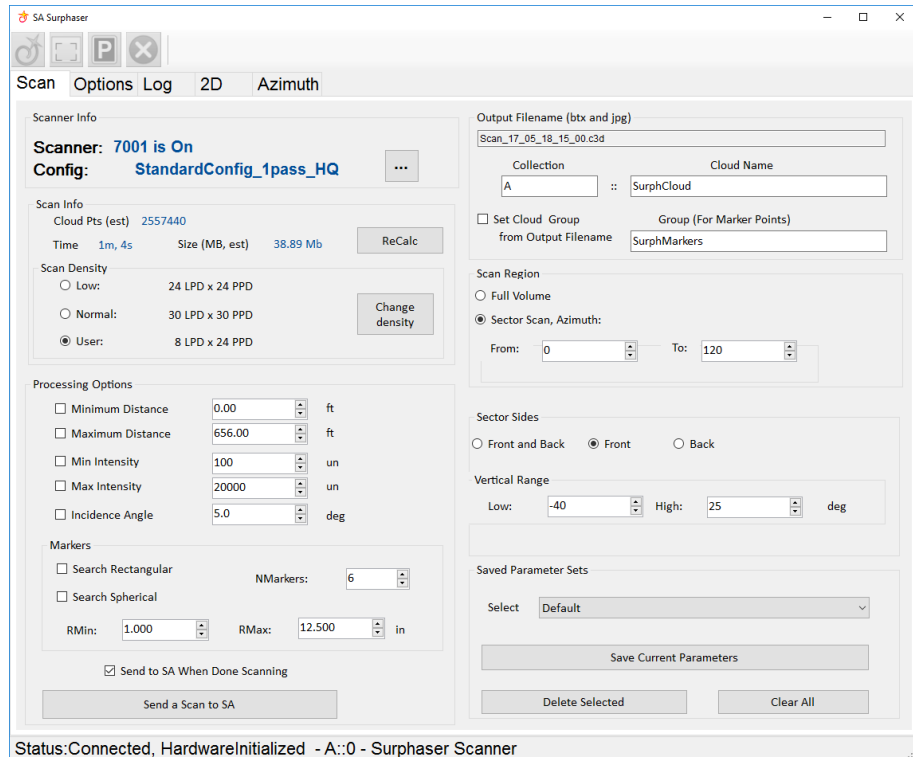 SA Surphaser
P
Scan Options Log 2D Azimuth
Scanner Info
Scanner: 7001 is On
Config: StandardConfig_1pass_HQ
...
Scan Info
Cloud Pts (est) 2557440
Time 1m, 4s Size (MB, est) 38.89 Mb
ReCalc
Scan Density
Low: 24 LPD x 24 PPD
Normal: 30 LPD x 30 PPD
User: 8 LPD x 24 PPD
Change
density
Processing Options
Minimum Distance 0.00 ft
Maximum Distance 656.00 ft
Min Intensity 100 un
Max Intensity 20000 un
Incidence Angle 5.0 deg
Markers
Search Rectangular
NMarkers: 6
Search Spherical
RMin: 1.000 RMax: 12.500 in
Send to SA When Done Scanning
Send a Scan to SA
Output Filename (btx and jpg)
Scan_17_05_18_15_00.c3d
Collection Cloud Name
A :: SurphCloud
Set Cloud Group
from Output Filename
Group (For Marker Points)
SurphMarkers
Scan Region
Full Volume
Sector Scan, Azimuth:
From: 0 To: 120
Sector Sides
Front and Back Front Back
Vertical Range
Low: -40 High: 25 deg
Saved Parameter Sets
Select Default
Save Current Parameters
Delete Selected Clear All
Status:Connected, HardwareInitialized - A::0 - Surphaser Scanner